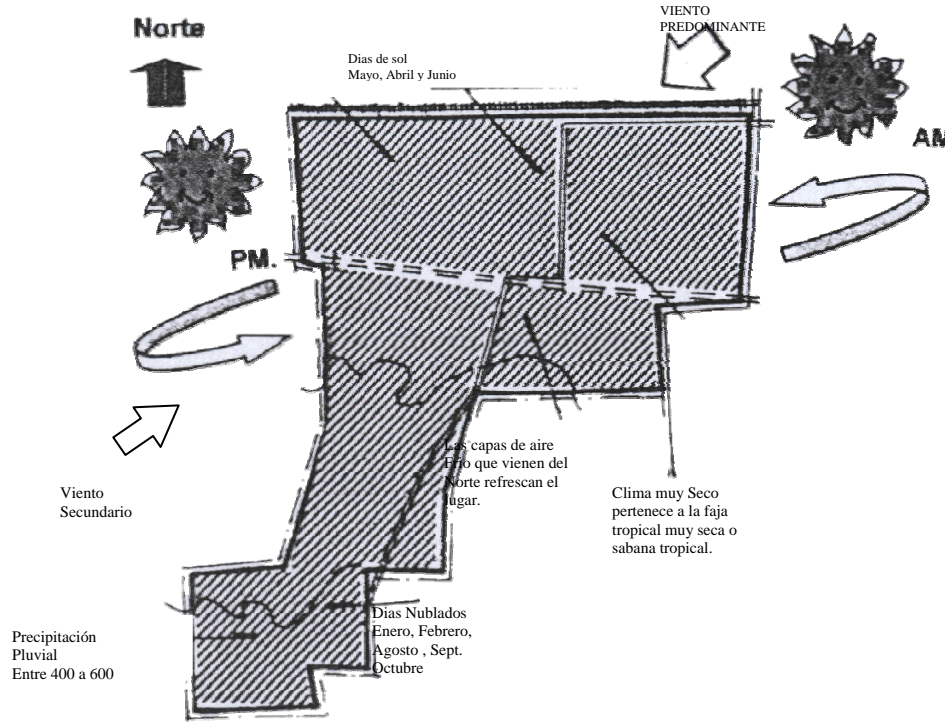 Norte
VIENTO
PREDOMINANTE
Dias de sol
Mayo, Abril y Junio
AM
PM.
Viento
Secundario
Las capas de aire
Frío que vienen del
Norte refrescan el
lugar.
Clima muy Seco
pertenece a la faja
tropical muy seca o
sabana tropical.
Precipitación
Pluvial
Entre 400 a 600
Dias Nublados
Enero, Febrero,
Agosto , Sept.
Octubre